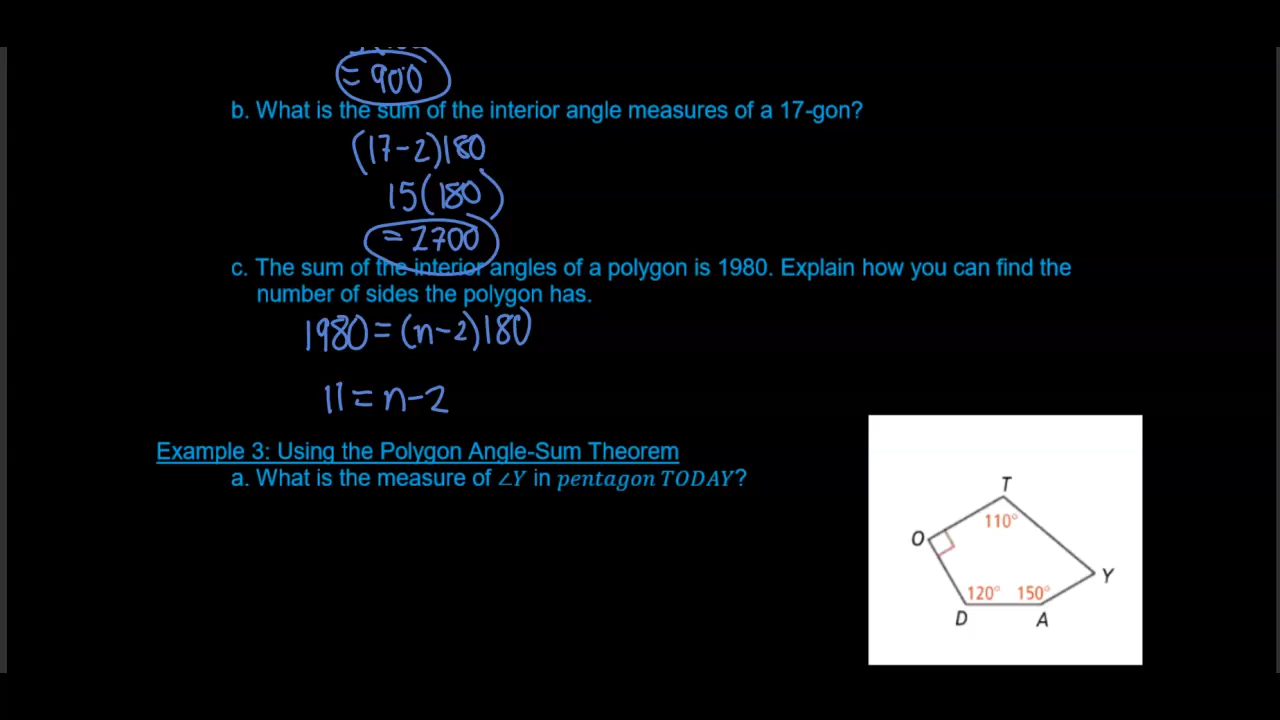 = 900
b. What is the sum of the interior angle measures of a 17-gon?
(17-2)180
15(180)
= 2700
c. The sum of the interior angles of a polygon is 1980. Explain how you can find the
number of sides the polygon has.
1980 = (n-2)180
11 = n-2
Example 3: Using the Polygon Angle-Sum Theorem
a. What is the measure of ∠Y in pentagon TODAY?
T
110°
O
Y
120° 150°
D A